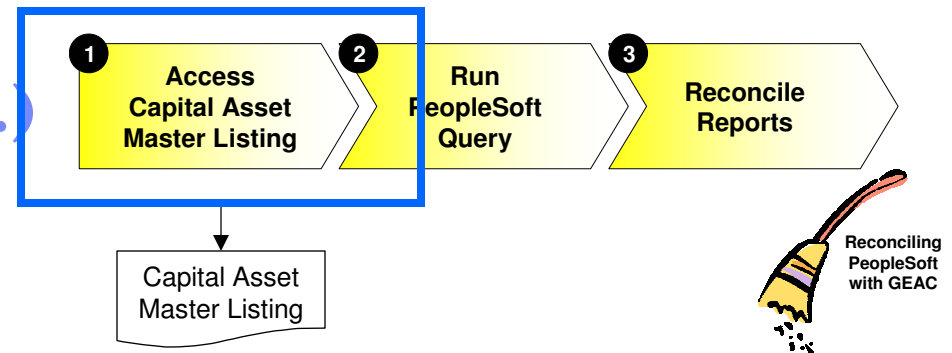 1
Access
Capital Asset
Master Listing
2
Run
PeopleSoft
Query
3
Reconcile
Reports
Capital Asset
Master Listing
Reconciling
PeopleSoft
with GEAC